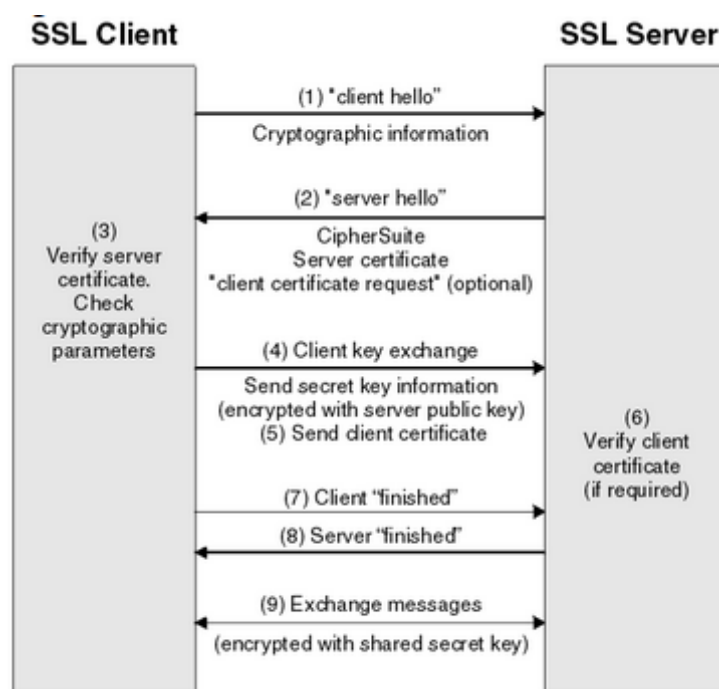 SSL Client
SSL Server
(1) "client hello"
Cryptographic information
(2) "server hello"
CipherSuite
Server certificate
"client certificate request" (optional)
(3)
Verify server
certificate.
Check
cryptographic
parameters
(4) Client key exchange
Send secret key information
(encrypted with server public key)
(5) Send client certificate
(6)
Verify client
certificate
(if required)
(7) Client “finished”
(8) Server “finished”
(9) Exchange messages
(encrypted with shared secret key)